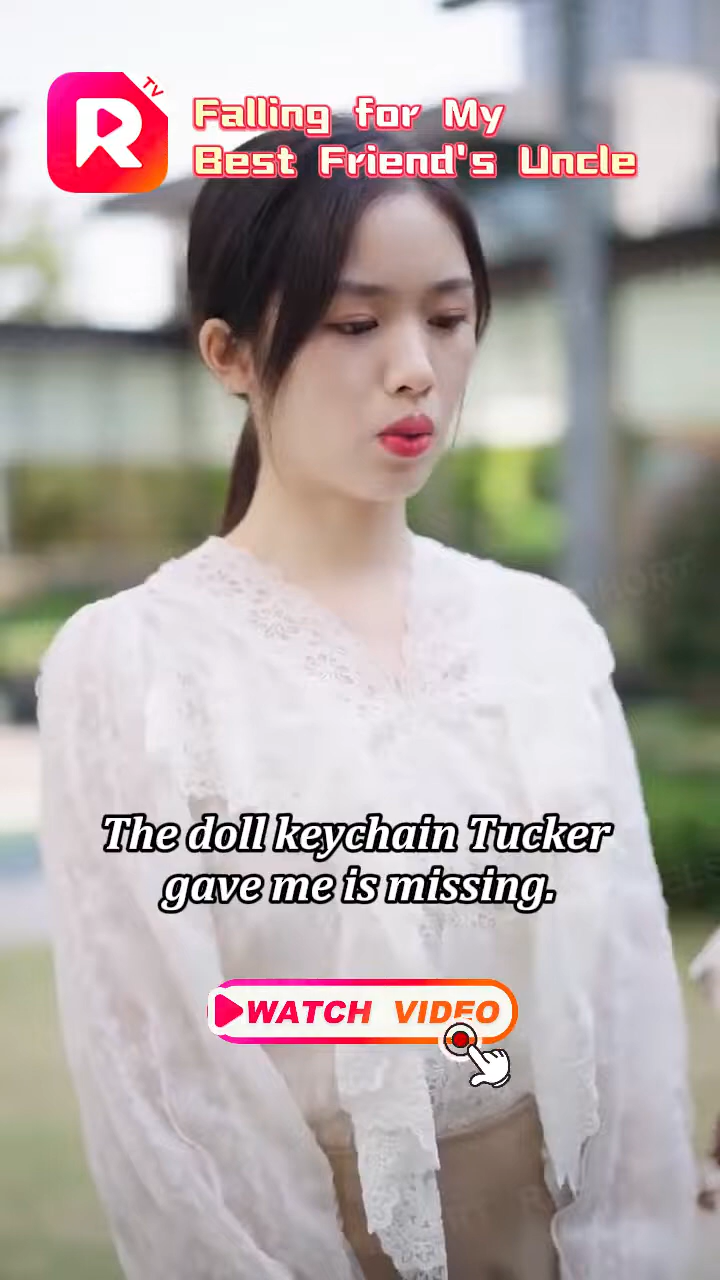 R
TV
Falling for My
Best Friend's Uncle
The doll keychain Tucker
gave me is missing.
WATCH VIDEO